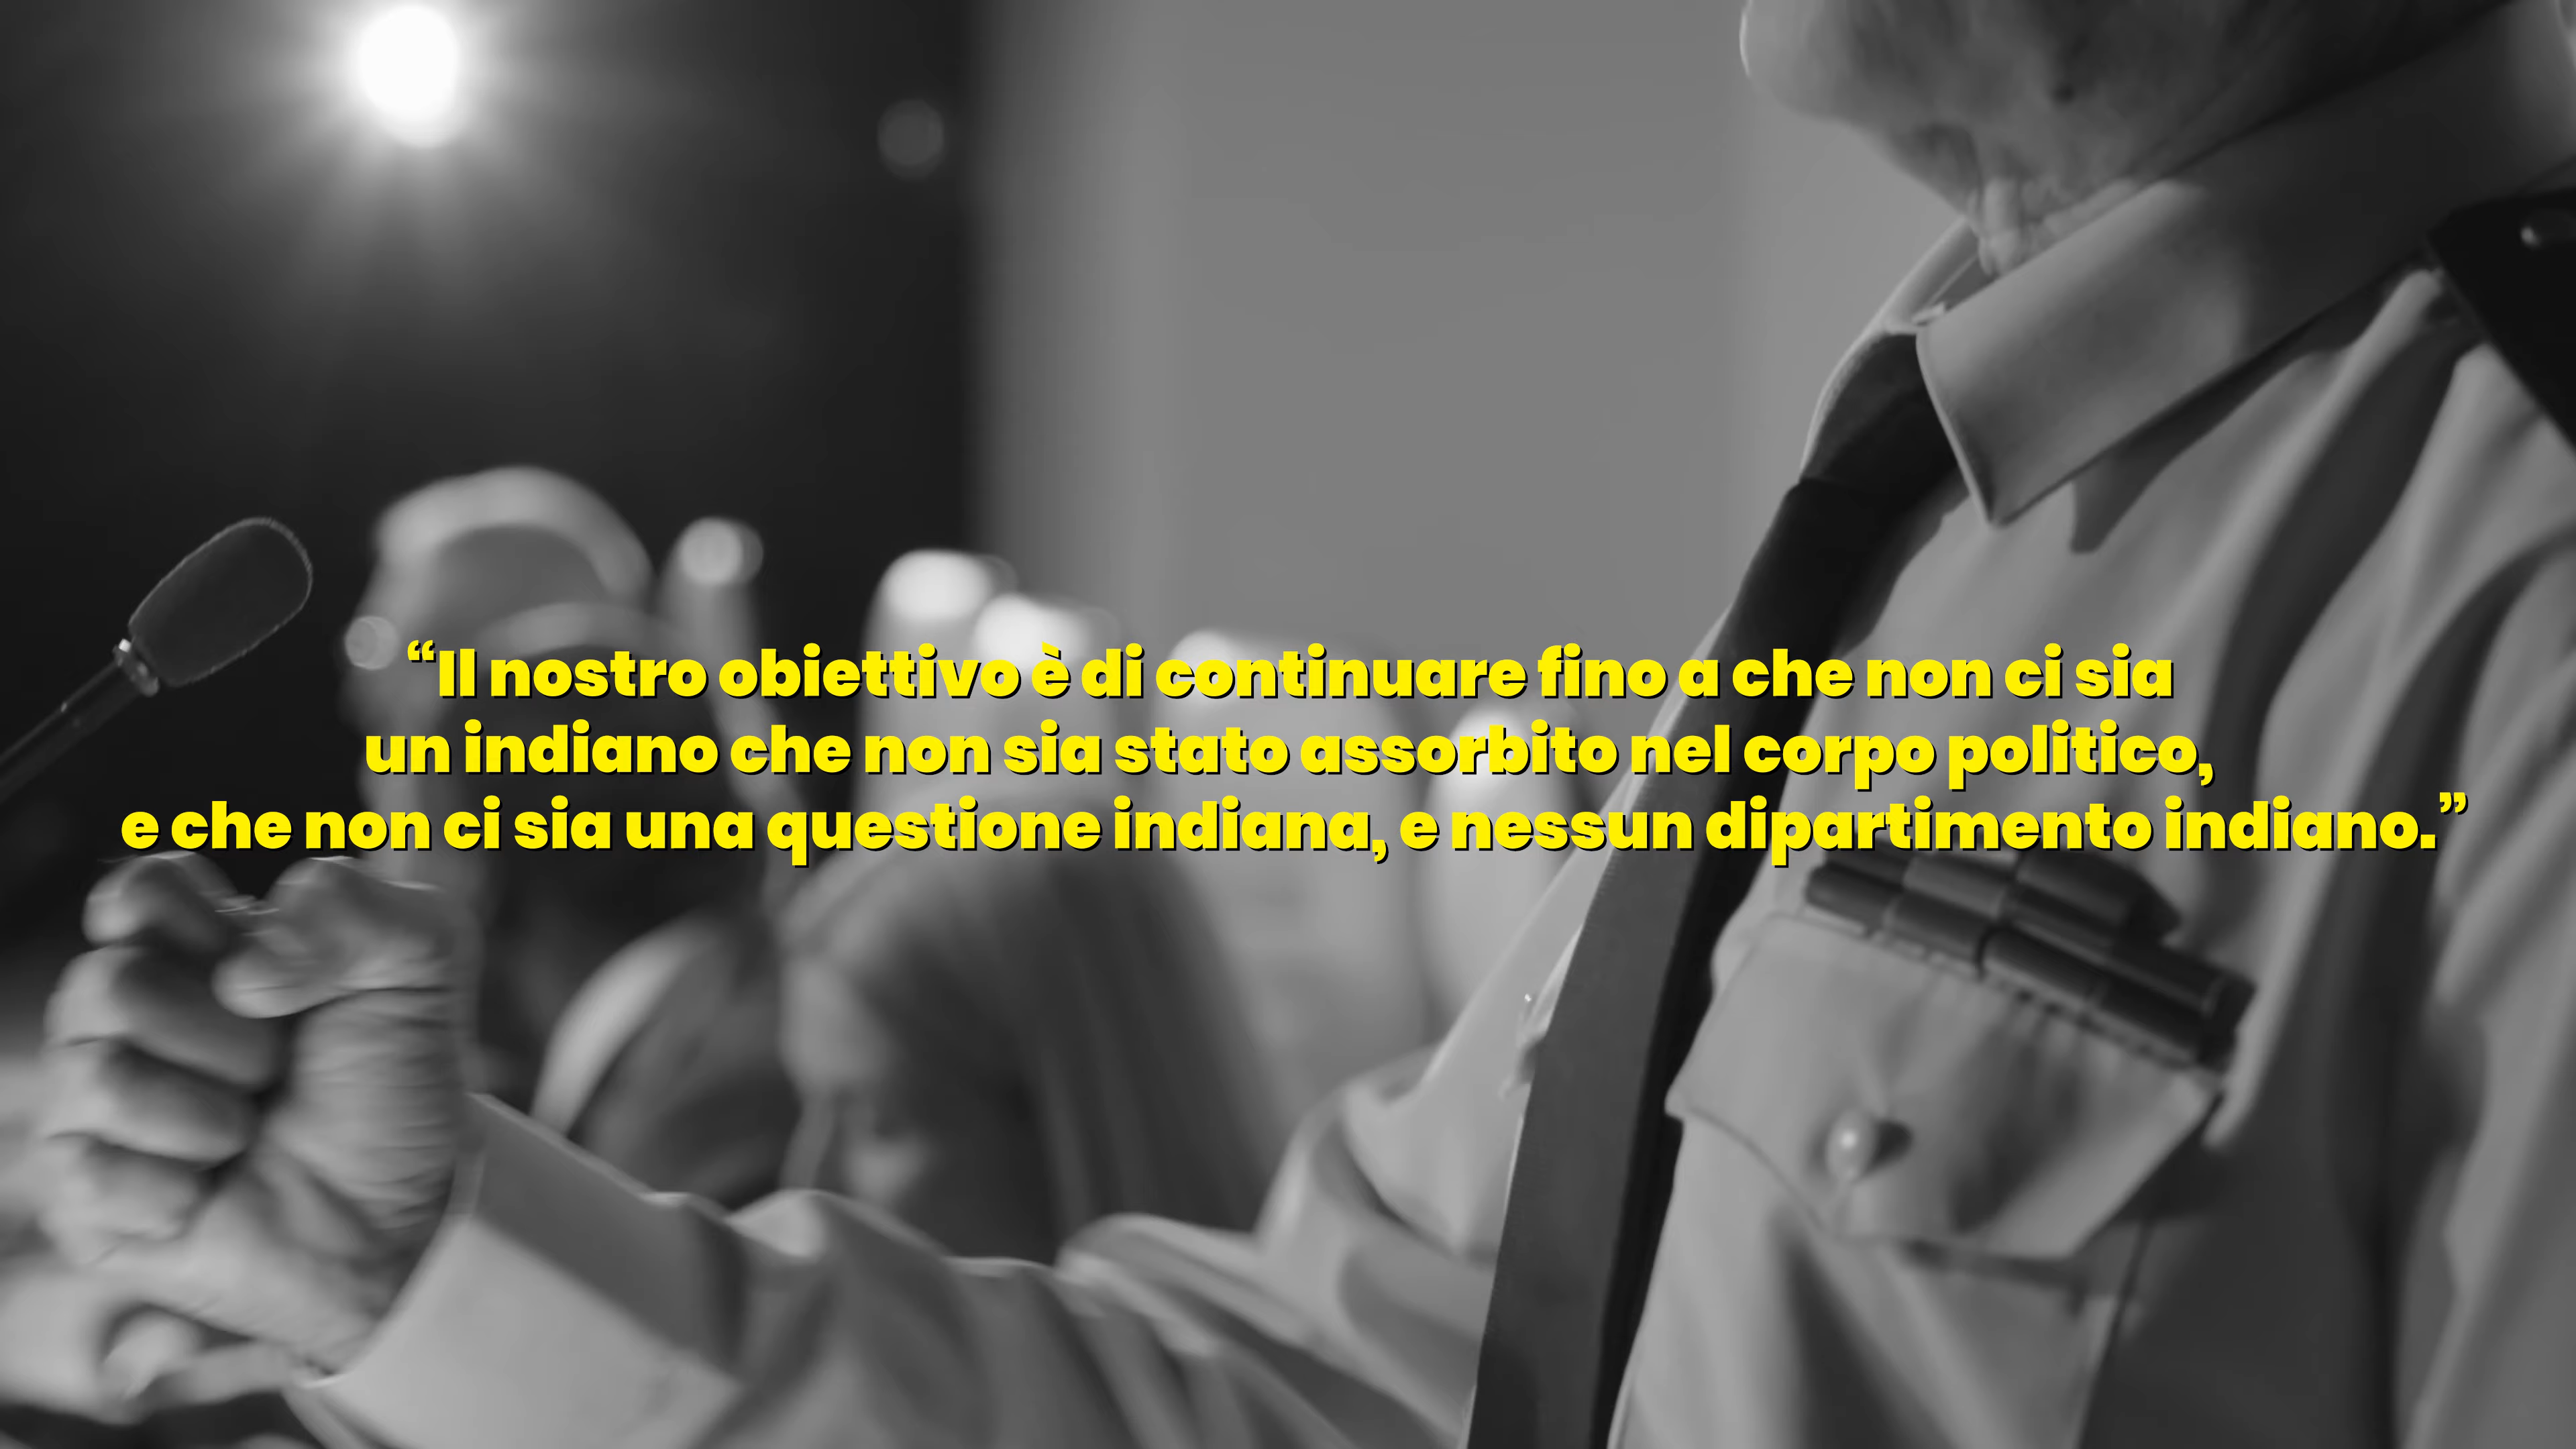 “Il nostro obiettivo è di continuare fino a che non ci sia
un indiano che non sia stato assorbito nel corpo politico,
e che non ci sia una questione indiana, e nessun dipartimento indiano.”